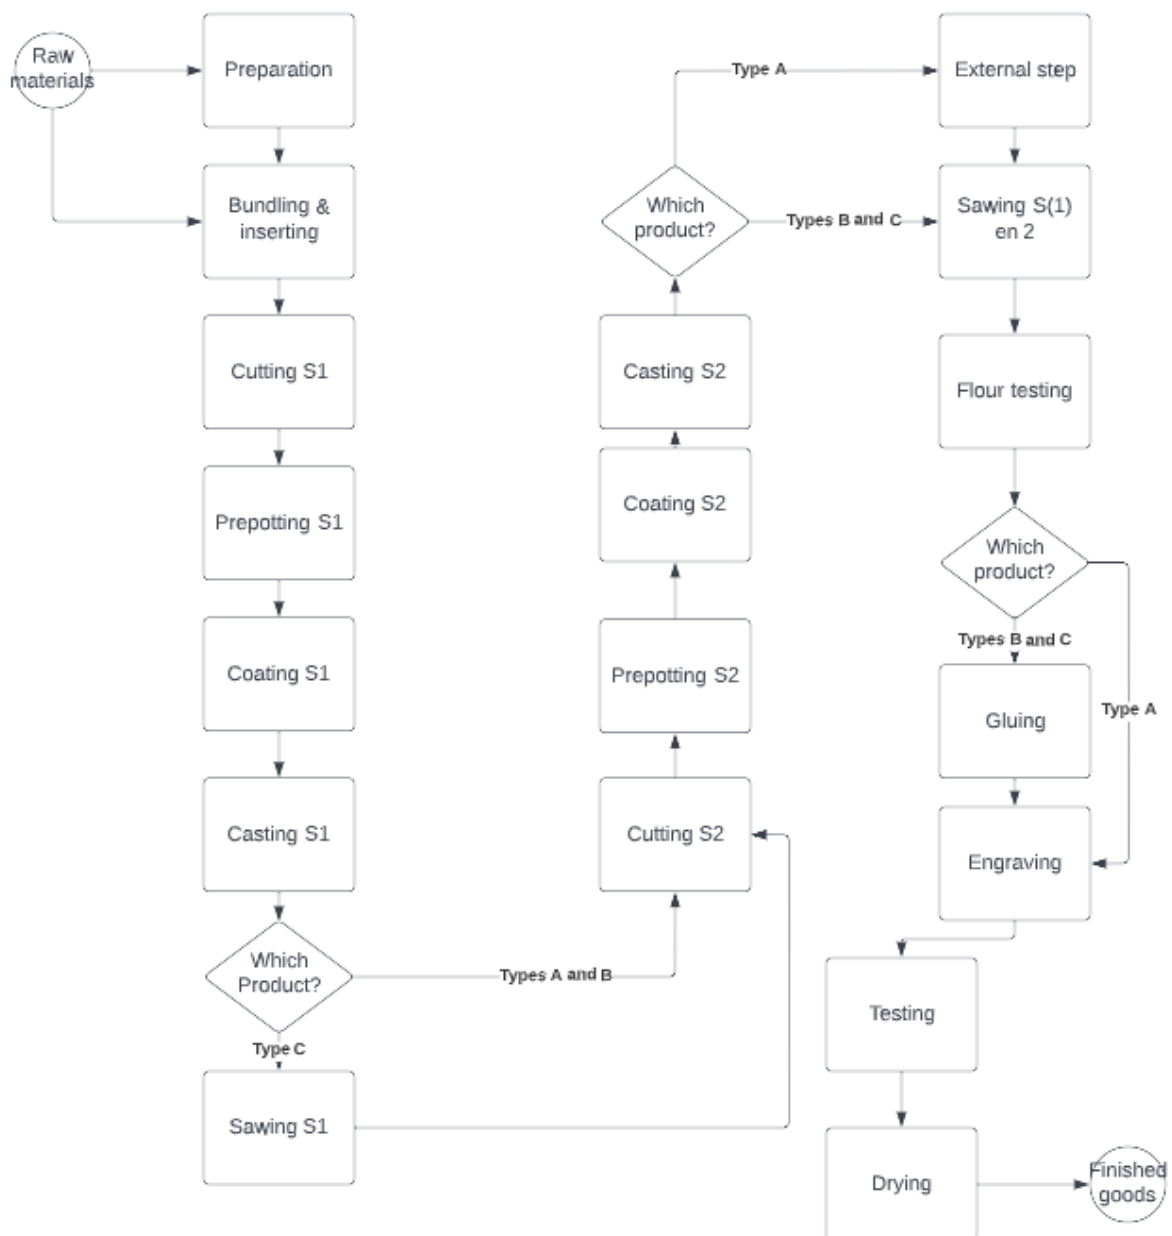 Raw
materials
Preparation
Bundling &
inserting
Cutting S1
Prepotting S1
Coating S1
Casting S1
Which
Product?
Types A and B
Type C
Sawing S1
Cutting S2
Prepotting S2
Coating S2
Casting S2
Which
product?
Type A
Types B and C
External step
Sawing S(1)
en 2
Flour testing
Which
product?
Types B and C
Type A
Gluing
Engraving
Testing
Drying
Finished
goods